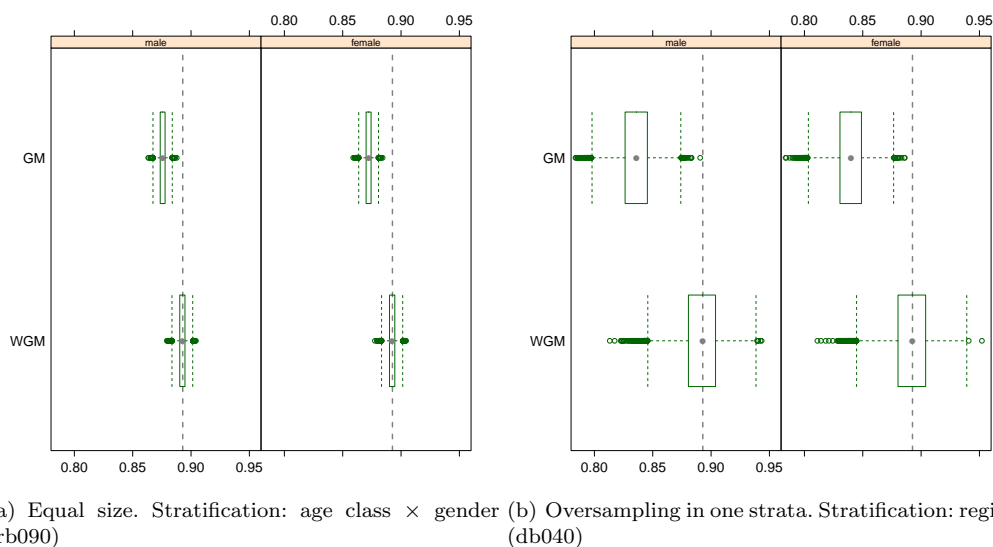 0.80 0.85 0.90 0.95 0.80 0.85 0.90 0.95
male female male female
GM GM
WGM WGM
0.80 0.85 0.90 0.95 0.80 0.85 0.90 0.95
a) Equal size. Stratification: age class × gender (b) Oversampling in one strata. Stratification: regi
rb090) (db040)